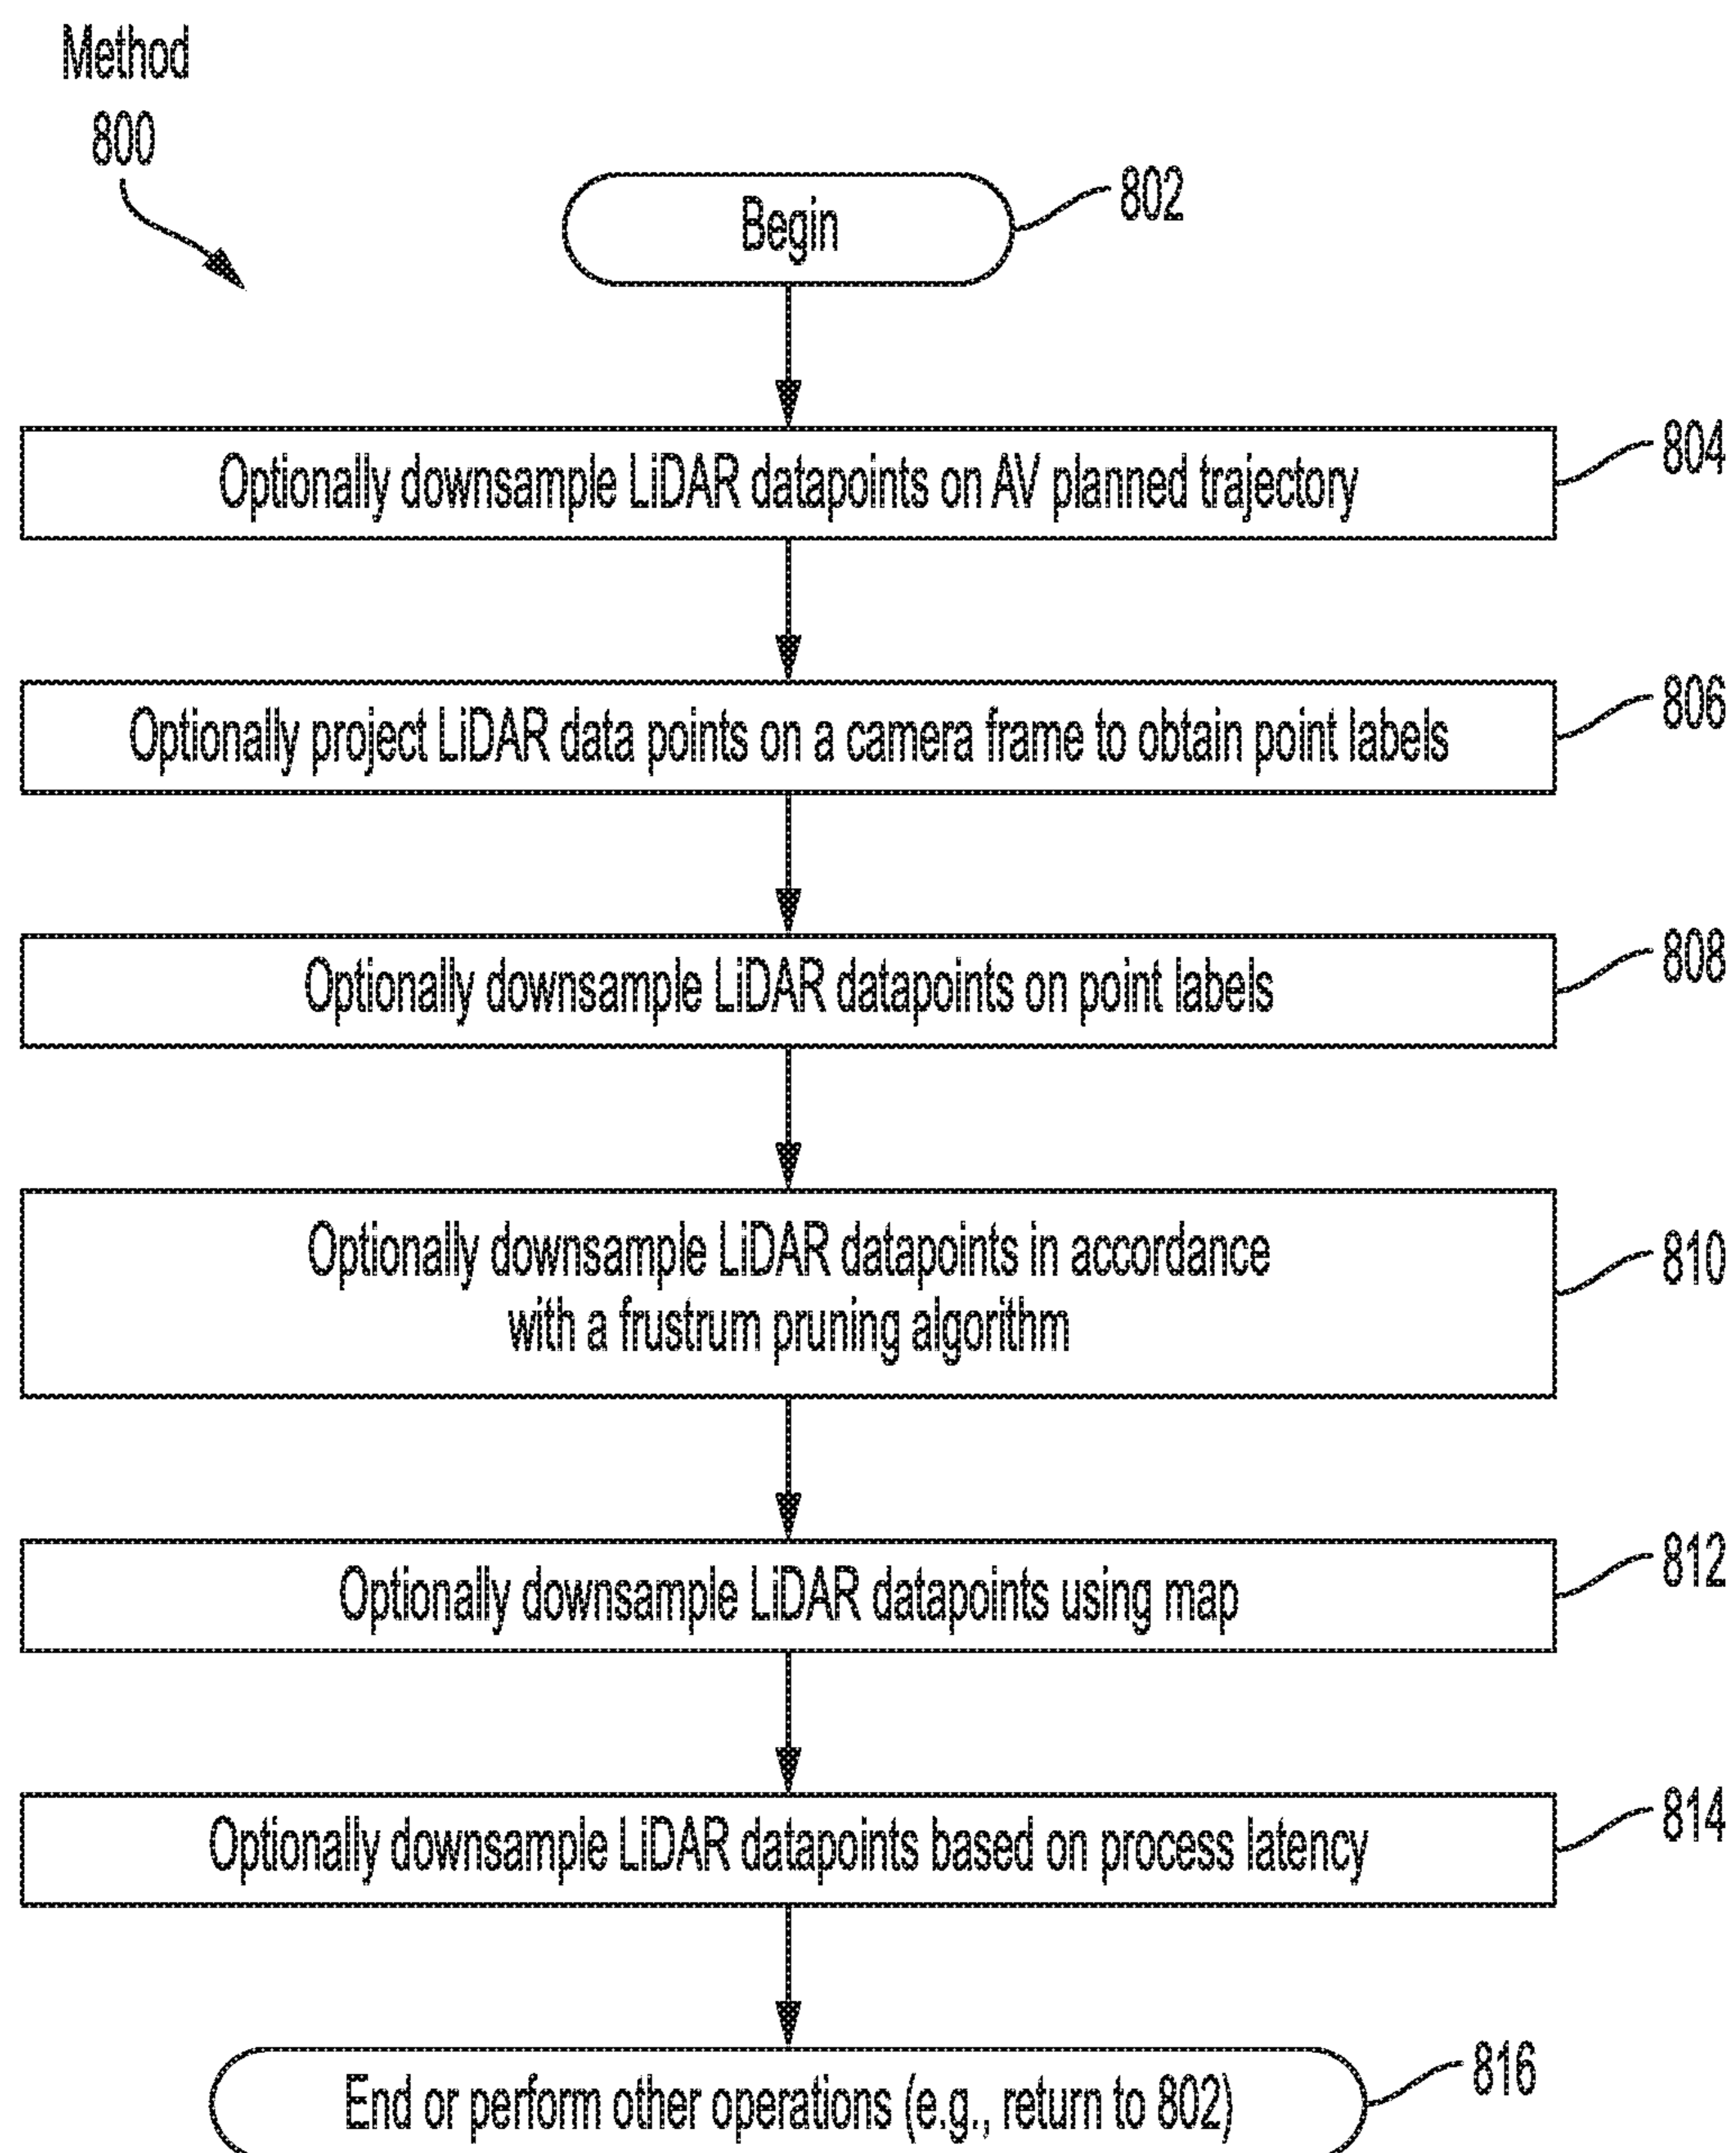 Method
800
Begin
802
Optionally downsample LiDAR datapoints on AV planned trajectory
804
Optionally project LiDAR data points on a camera frame to obtain point labels
806
Optionally downsample LiDAR datapoints on point labels
808
Optionally downsample LiDAR datapoints in accordance
with a frustrum pruning algorithm
810
Optionally downsample LiDAR datapoints using map
812
Optionally downsample LiDAR datapoints based on process latency
814
End or perform other operations (e.g., return to 802)
816